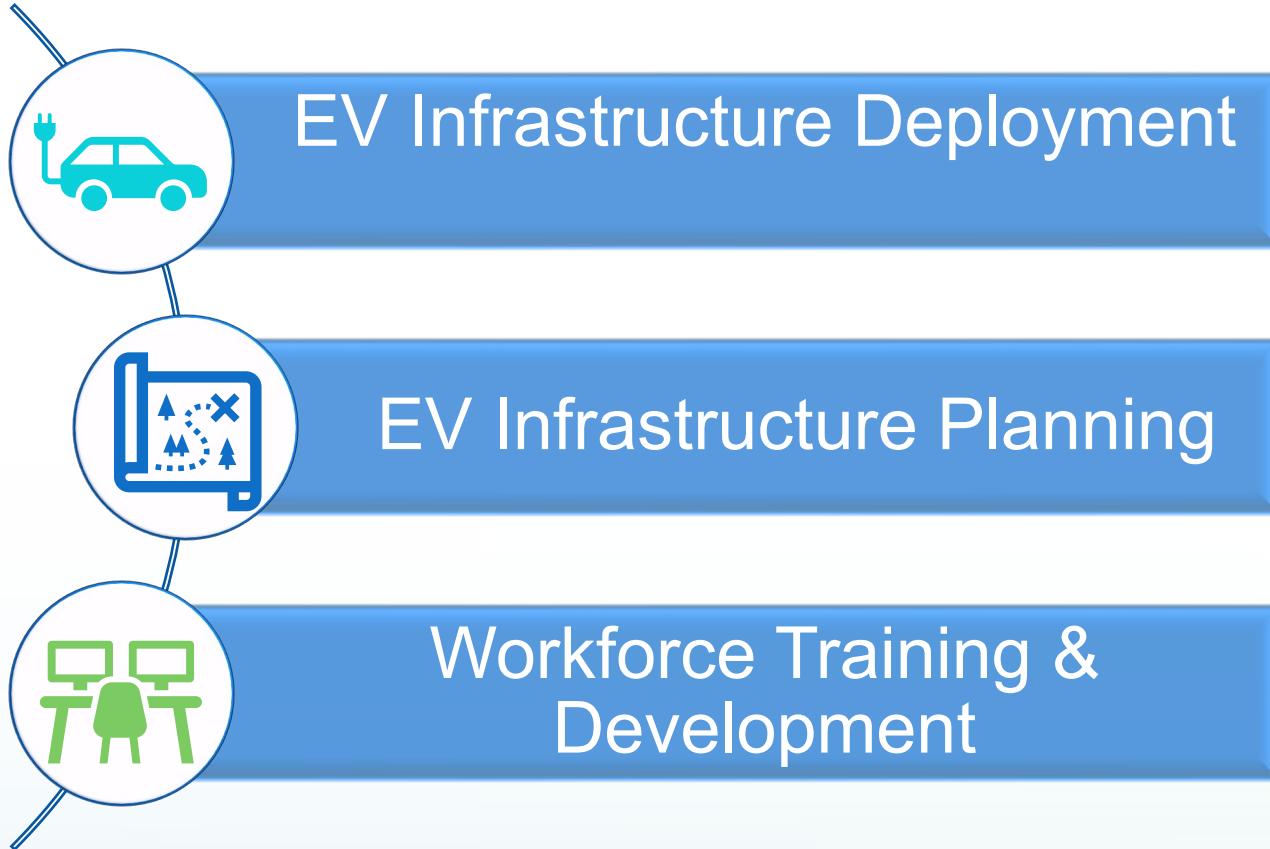 EV Infrastructure Deployment
EV Infrastructure Planning
Workforce Training &
Development